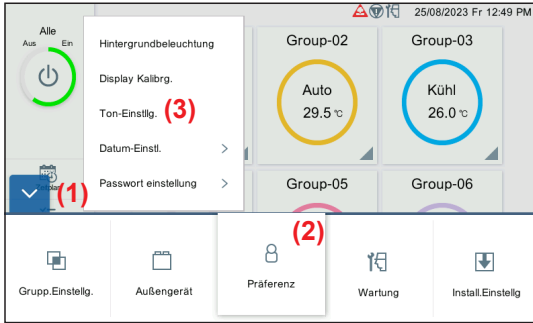 25/08/2023 Fr 12:49 PM
Alle
Aus Ein
Hintergrundbeleuchtung
Display Kalibrg.
Ton-Einstllg. (3)
Datum-Einstl. >
Passwort einstellung >
Group-02
Auto
29.5 °C
Group-03
Kühl
26.0 °C
Group-05
Group-06
(1)
(2)
Grupp.Einstellg.
Außengerät
Präferenz
Wartung
Install.Einstellg